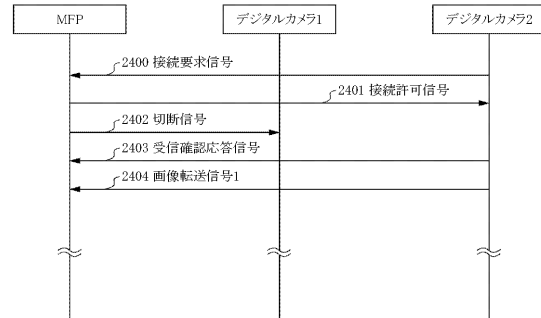 MFP
デジタルカメラ1
デジタルカメラ2
2400 接続要求信号
2401 接続許可信号
2402 切断信号
2403 受信確認応答信号
2404 画像転送信号1